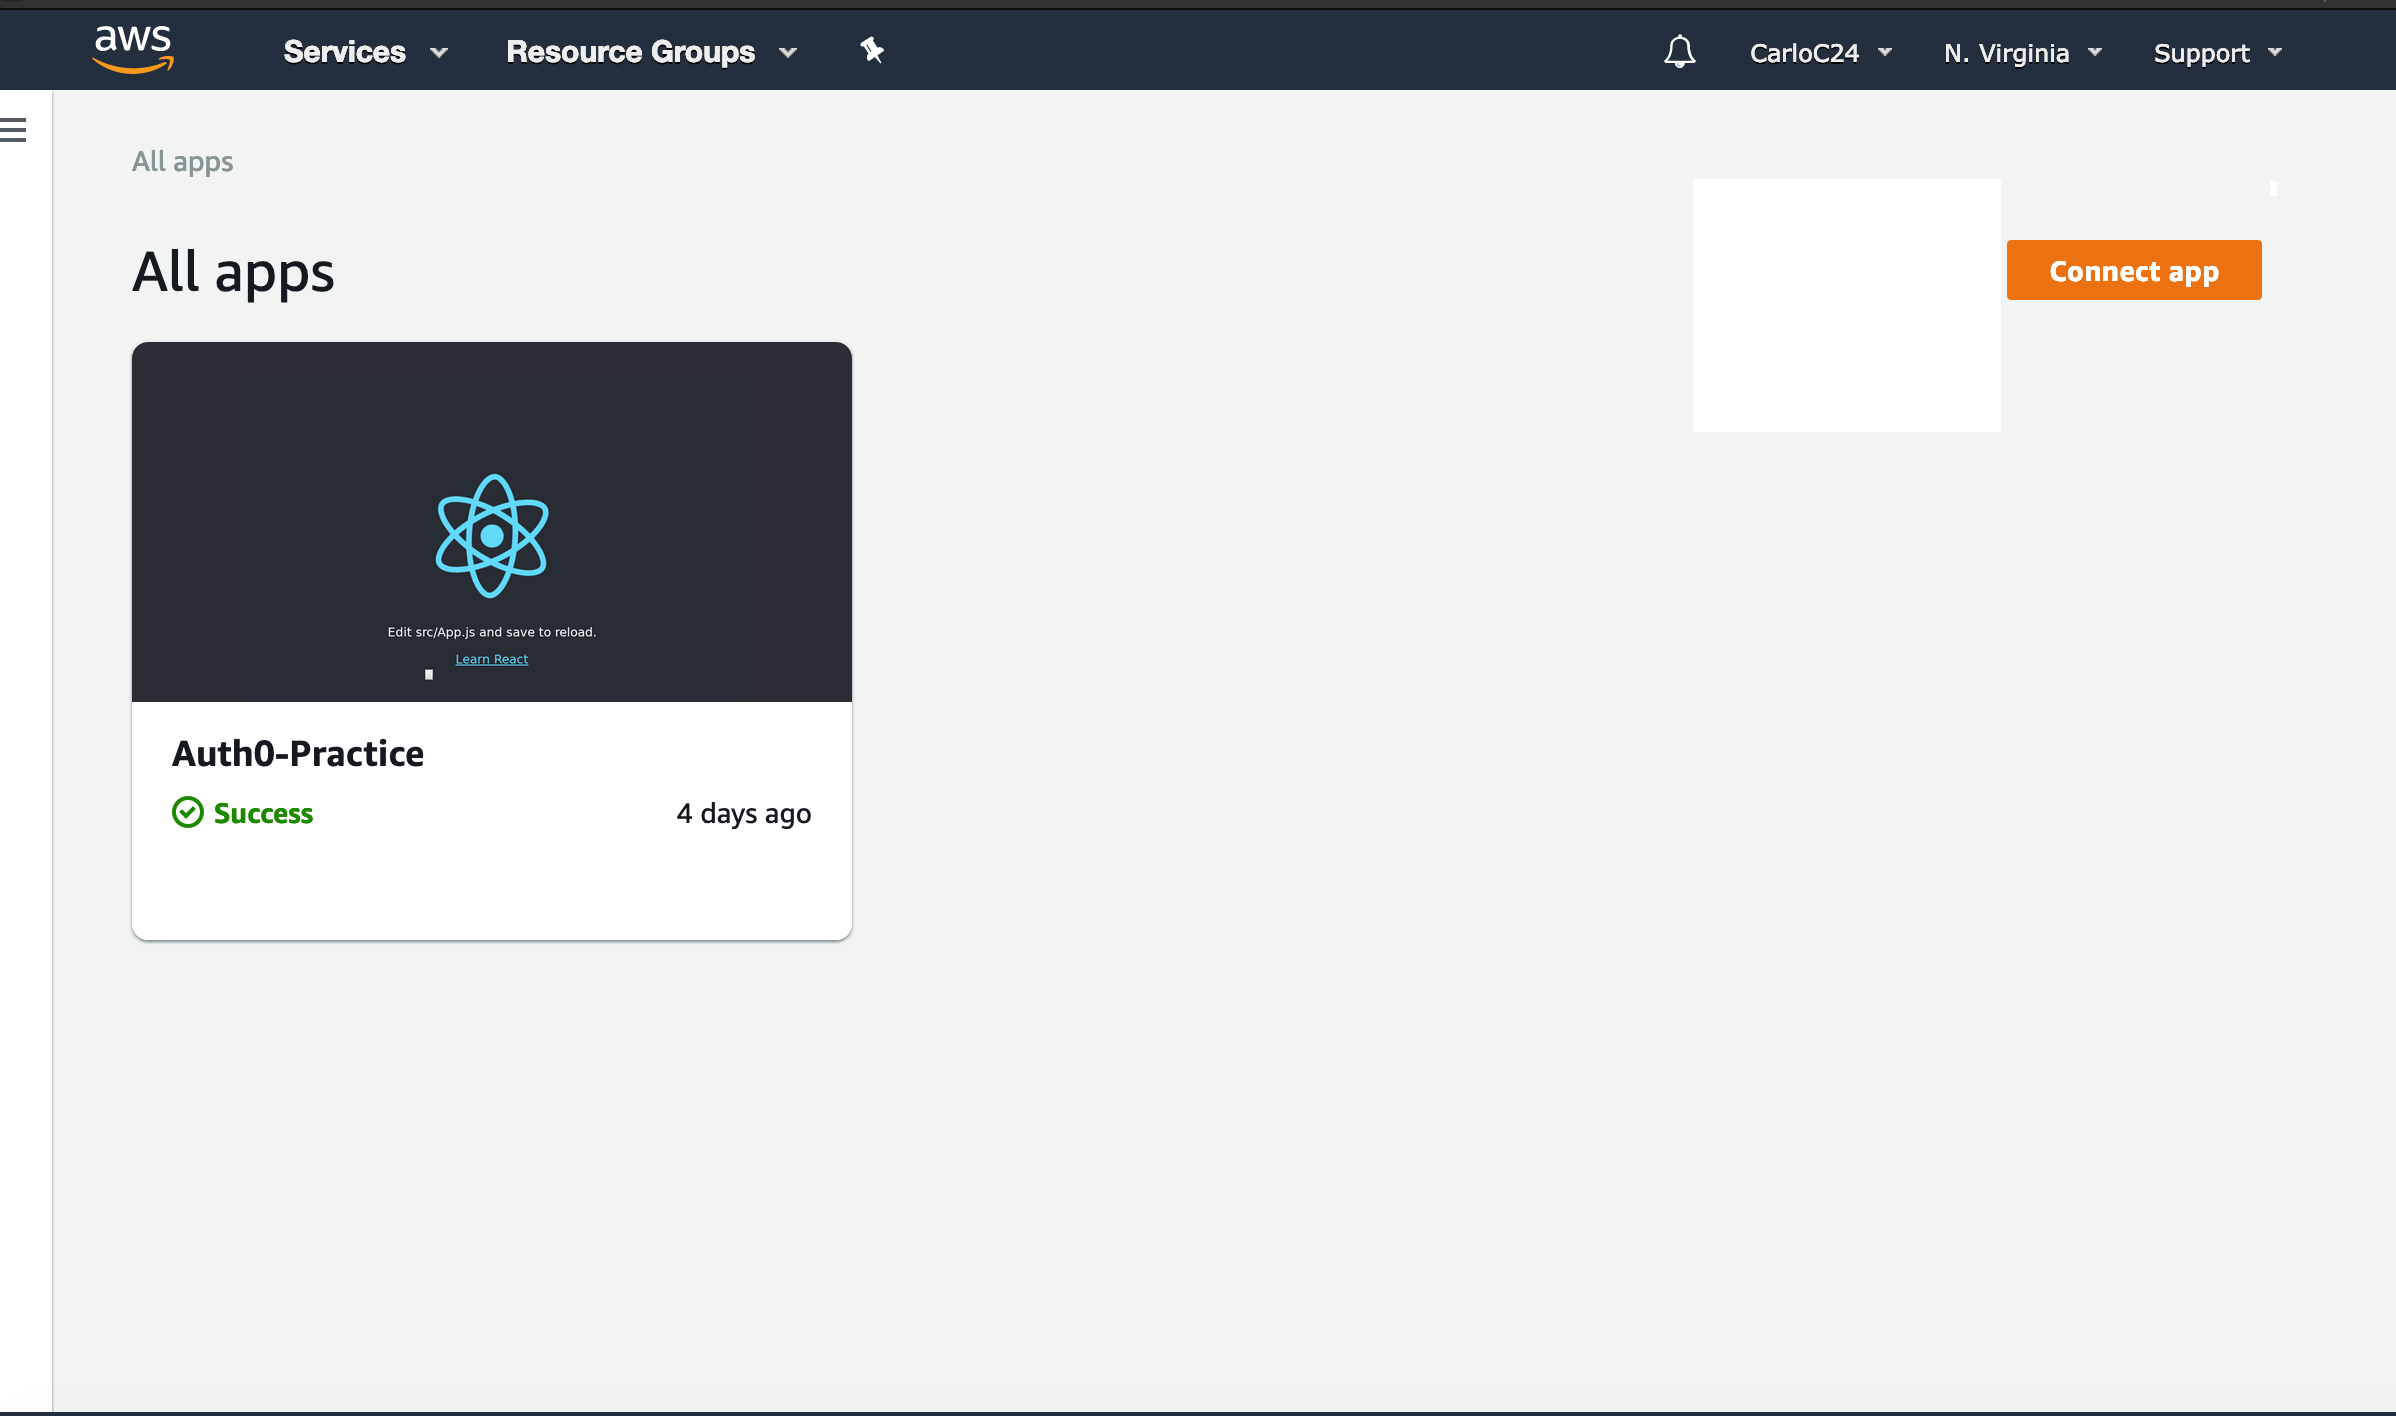 aws Services Resource Groups CarloC24 N. Virginia Support
All apps
All apps
Connect app
Edit src/App.js and save to reload.
Learn React
Auth0-Practice
Success 4 days ago